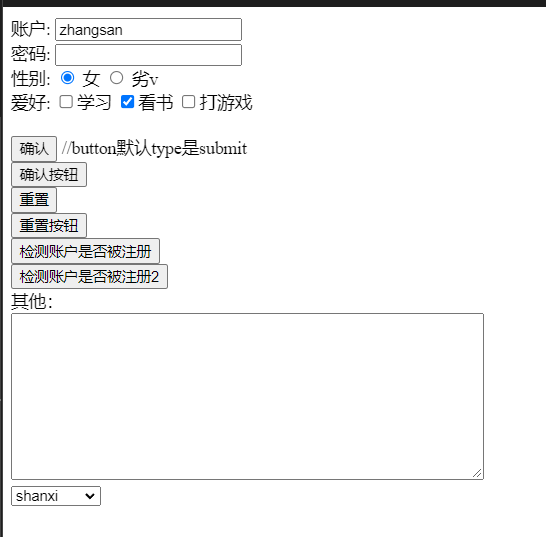 账户: zhangsan
密码:
性别: 女 劣v
爱好: 学习 看书 打游戏
确认 //button默认type是submit
确认按钮
重置
重置按钮
检测账户是否被注册
检测账户是否被注册2
其他:
shanxi